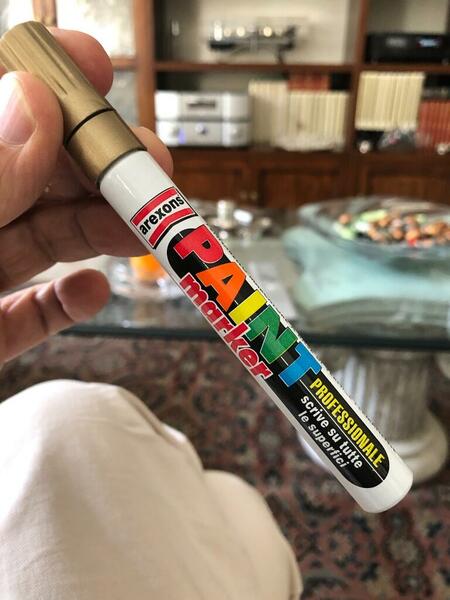 arexons
PAINT
marker
PROFESSIONALE
scrive su tutte
le superfici